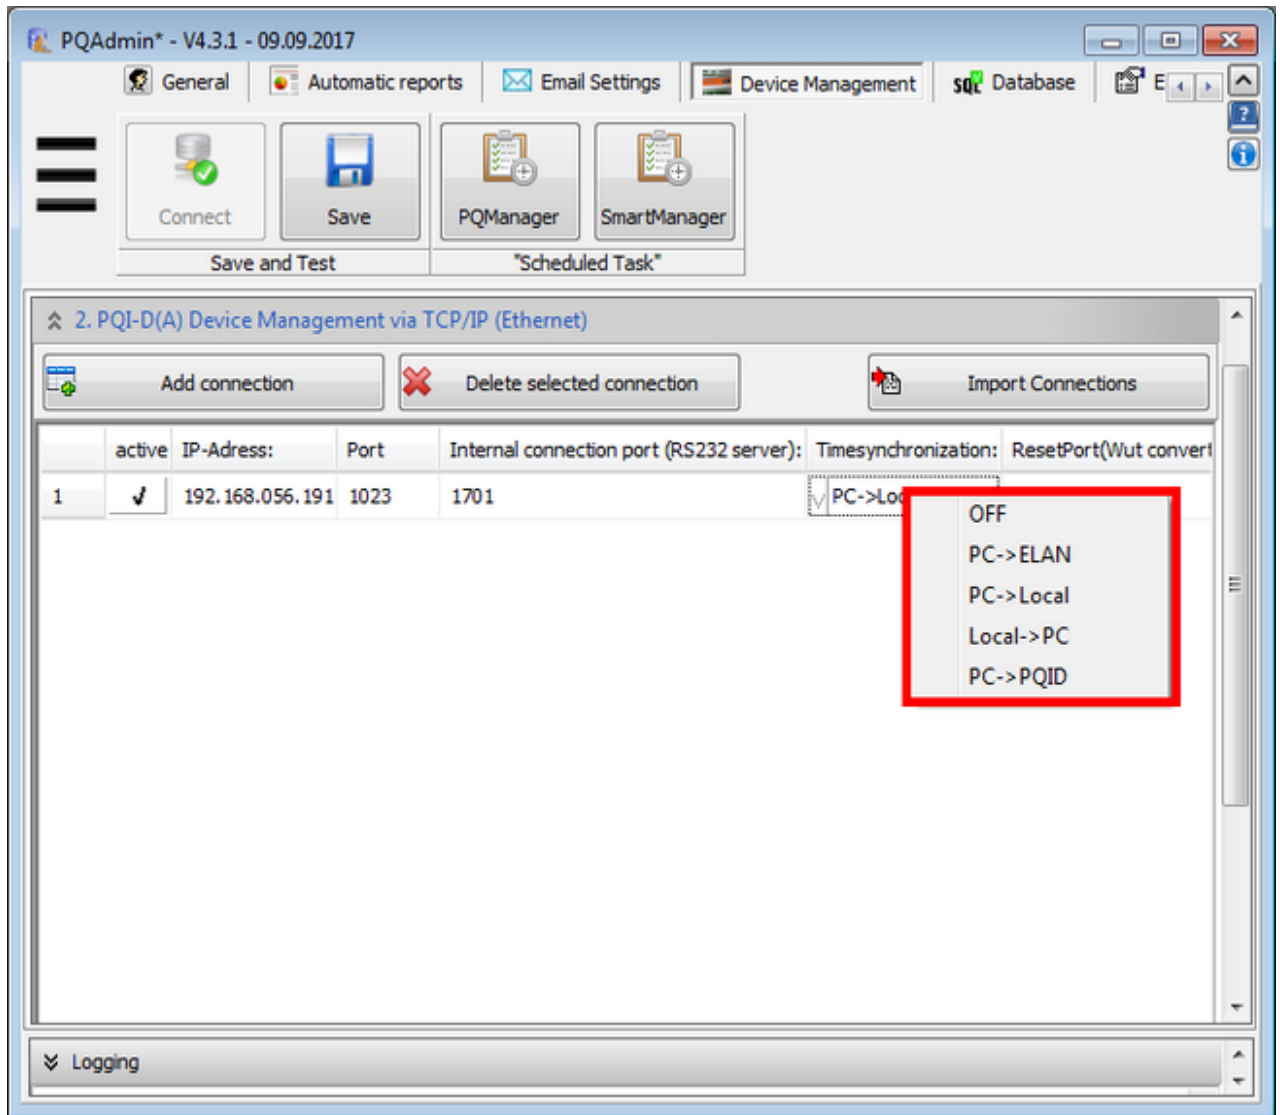 PQAdmin* - V4.3.1 - 09.09.2017
General Automatic reports Email Settings Device Management SQL Database E
Connect Save PQManager SmartManager
Save and Test "Scheduled Task"
2. PQI-D(A) Device Management via TCP/IP (Ethernet)
Add connection Delete selected connection Import Connections
active IP-Adress: Port Internal connection port (RS232 server): Timesynchronization: ResetPort(Wut convert
1 192.168.056.191 1023 1701 PC->Loc
OFF
PC->ELAN
PC->Local
Local->PC
PC->PQID
Logging